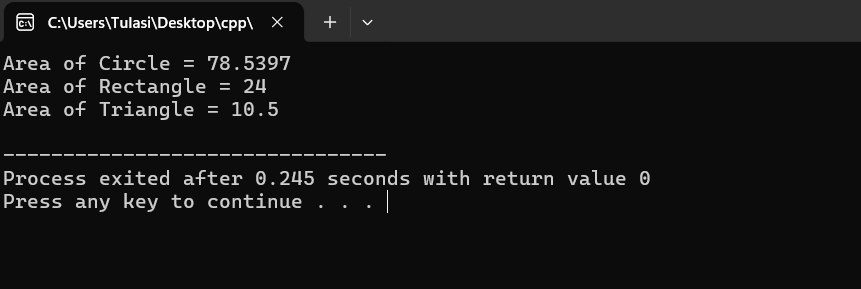 C:\Users\Tulasi\Desktop\cpp\
Area of Circle = 78.5397
Area of Rectangle = 24
Area of Triangle = 10.5
--------------------------------
Process exited after 0.245 seconds with return value 0
Press any key to continue . . .